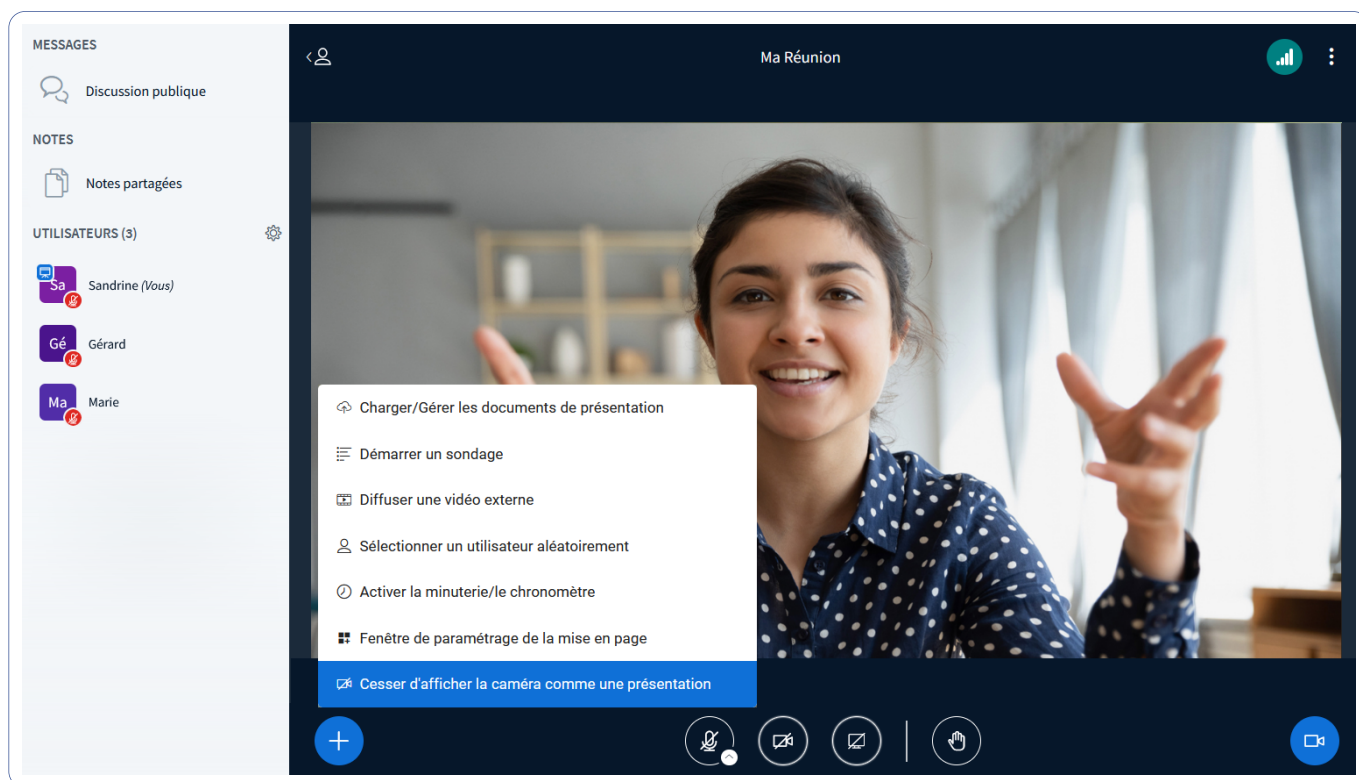 MESSAGES
Discussion publique
NOTES
Notes partagées
UTILISATEURS (3)
Sa
Sandrine (Vous)
Gé
Gérard
Ma
Marie
Ma Réunion
Charger/Gérer les documents de présentation
Démarrer un sondage
Diffuser une vidéo externe
Sélectionner un utilisateur aléatoirement
Activer la minuterie/le chronomètre
Fenêtre de paramétrage de la mise en page
Cesser d'afficher la caméra comme une présentation